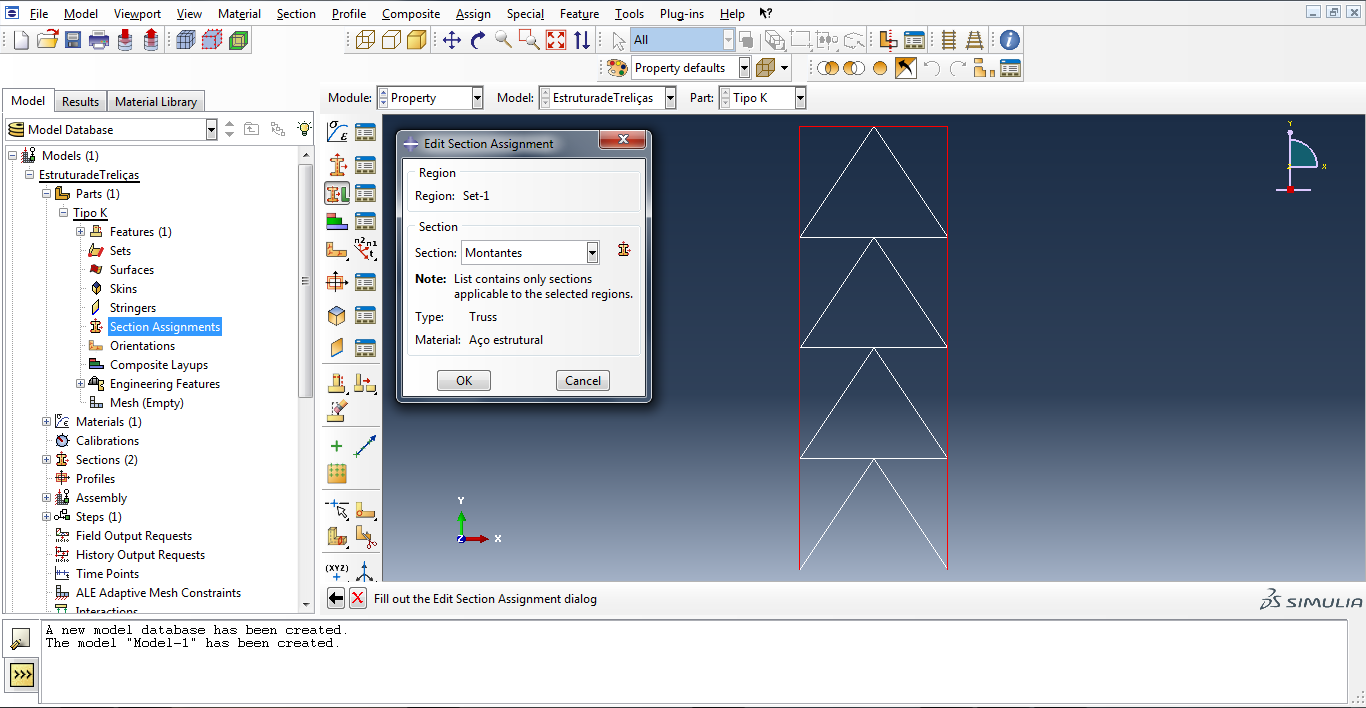 File Model Viewport View Material Section Profile Composite Assign Special Feature Tools Plug-ins Help
All
Property defaults
Model Results Material Library
Module: Property Model: EstruturadeTreliças Part: Tipo K
Model Database
Models (1)
EstruturadeTreliças
Parts (1)
Tipo K
Features (1)
Sets
Surfaces
Skins
Stringers
Section Assignments
Orientations
Composite Layups
Engineering Features
Mesh (Empty)
Materials (1)
Calibrations
Sections (2)
Profiles
Assembly
Steps (1)
Field Output Requests
History Output Requests
Time Points
ALE Adaptive Mesh Constraints
Interactions
σ ε
n2 n1
t
(XYZ)
Edit Section Assignment
Region
Region: Set-1
Section
Section: Montantes
Note: List contains only sections
applicable to the selected regions.
Type: Truss
Material: Aço estrutural
OK Cancel
Y
X
Z
Y
Z X
Fill out the Edit Section Assignment dialog
SIMULIA
A new model database has been created.
The model "Model-1" has been created.
>>>